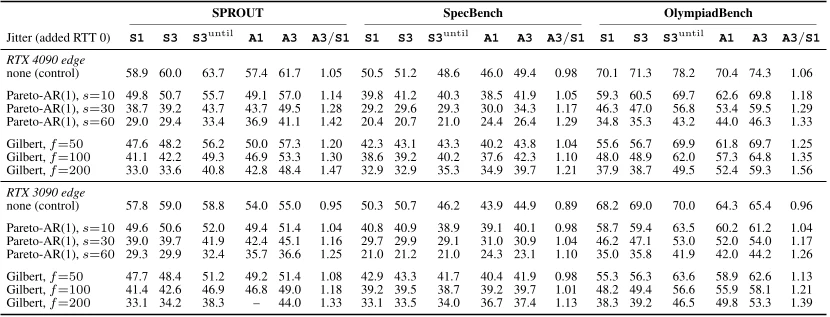 SPROUT SpecBench OlympiadBench
Jitter (added RTT 0) S1 S3 S3until A1 A3 A3/S1 S1 S3 S3until A1 A3 A3/S1 S1 S3 S3until A1 A3 A3/S1
RTX 4090 edge
none (control) 58.9 60.0 63.7 57.4 61.7 1.05 50.5 51.2 48.6 46.0 49.4 0.98 70.1 71.3 78.2 70.4 74.3 1.06
Pareto-AR(1), s=10 49.8 50.7 55.7 49.1 57.0 1.14 39.8 41.2 40.3 38.5 41.9 1.05 59.3 60.5 69.7 62.6 69.8 1.18
Pareto-AR(1), s=30 38.7 39.2 43.7 43.7 49.5 1.28 29.2 29.6 29.3 30.0 34.3 1.17 46.3 47.0 56.8 53.4 59.5 1.29
Pareto-AR(1), s=60 29.0 29.4 33.4 36.9 41.1 1.42 20.4 20.7 21.0 24.4 26.4 1.29 34.8 35.3 43.2 44.0 46.3 1.33
Gilbert, f=50 47.6 48.2 56.2 50.0 57.3 1.20 42.3 43.1 43.3 40.2 43.8 1.04 55.6 56.7 69.9 61.8 69.7 1.25
Gilbert, f=100 41.1 42.2 49.3 46.9 53.3 1.30 38.6 39.2 40.2 37.6 42.3 1.10 48.0 48.9 62.0 57.3 64.8 1.35
Gilbert, f=200 33.0 33.6 40.8 42.8 48.4 1.47 32.9 32.9 35.3 34.9 39.7 1.21 37.9 38.7 49.5 52.4 59.3 1.56
RTX 3090 edge
none (control) 57.8 59.0 58.8 54.0 55.0 0.95 50.3 50.7 46.2 43.9 44.9 0.89 68.2 69.0 70.0 64.3 65.4 0.96
Pareto-AR(1), s=10 49.6 50.6 52.0 49.4 51.4 1.04 40.8 40.9 38.9 39.1 40.1 0.98 58.7 59.4 63.5 60.2 61.2 1.04
Pareto-AR(1), s=30 39.0 39.7 41.9 42.4 45.1 1.16 29.7 29.9 29.1 31.0 30.9 1.04 46.2 47.1 53.0 52.0 54.0 1.17
Pareto-AR(1), s=60 29.3 29.9 32.4 35.7 36.6 1.25 21.0 21.2 21.0 24.3 23.1 1.10 35.0 35.8 41.9 42.0 44.2 1.26
Gilbert, f=50 47.7 48.4 51.2 49.2 51.4 1.08 42.9 43.3 41.7 40.4 41.9 0.98 55.3 56.3 63.6 58.9 62.6 1.13
Gilbert, f=100 41.4 42.6 46.9 46.8 49.0 1.18 39.2 39.5 38.7 39.2 39.7 1.01 48.2 49.4 56.6 55.9 58.1 1.21
Gilbert, f=200 33.1 34.2 38.3 – 44.0 1.33 33.1 33.5 34.0 36.7 37.4 1.13 38.3 39.2 46.5 49.8 53.3 1.39